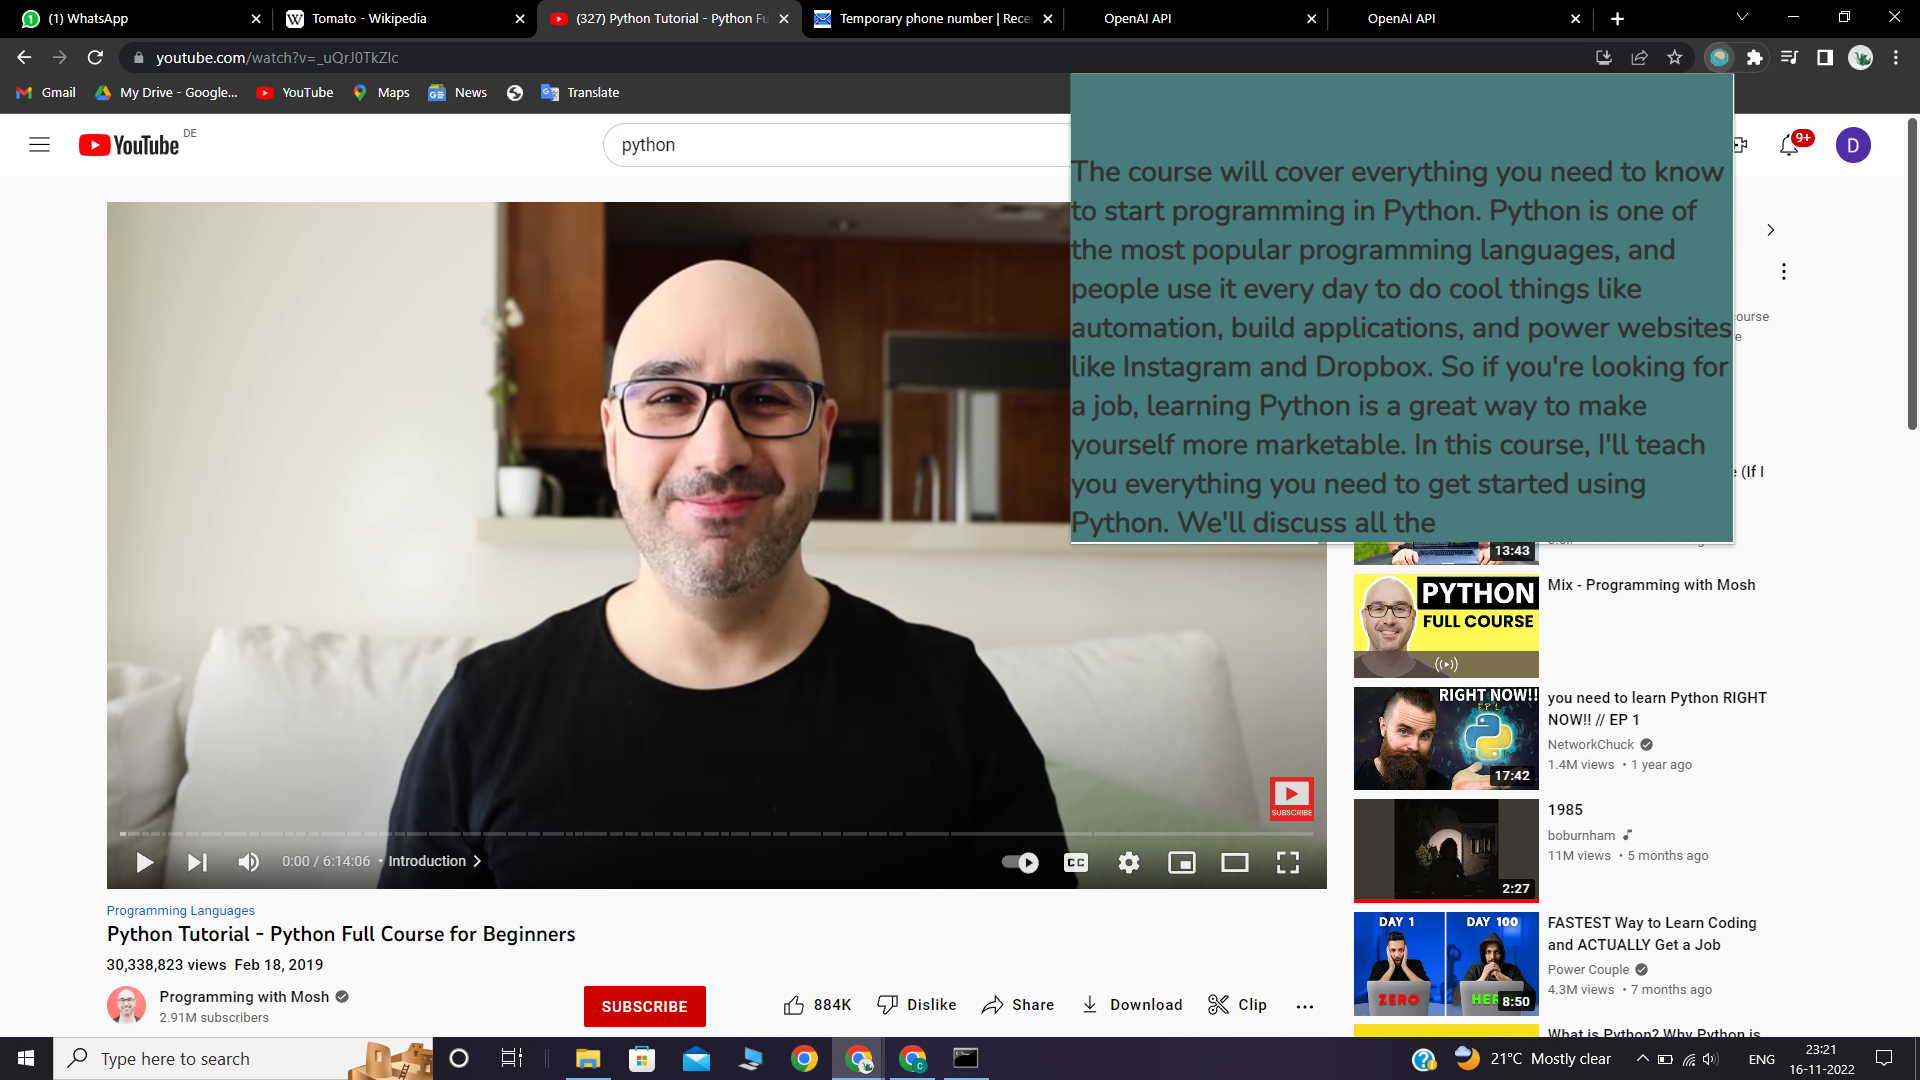 (1) WhatsApp
Tomato - Wikipedia
(327) Python Tutorial - Python Fu
Temporary phone number | Recei
OpenAI API
OpenAI API
youtube.com/watch?v=_uQrJ0TkZlc
Gmail
My Drive - Google...
YouTube
Maps
News
Translate
YouTube DE
python
9+
D
The course will cover everything you need to know
to start programming in Python. Python is one of
the most popular programming languages, and
people use it every day to do cool things like
automation, build applications, and power websites
like Instagram and Dropbox. So if you're looking for
a job, learning Python is a great way to make
yourself more marketable. In this course, I'll teach
you everything you need to get started using
Python. We'll discuss all the
ourse
e
(If I
13:43
PYTHON
FULL COURSE
Mix - Programming with Mosh
RIGHT NOW!!
EP 1
17:42
you need to learn Python RIGHT
NOW!! // EP 1
NetworkChuck
1.4M views • 1 year ago
2:27
1985
boburnham
11M views • 5 months ago
DAY 1
DAY 100
ZERO
8:50
FASTEST Way to Learn Coding
and ACTUALLY Get a Job
Power Couple
4.3M views • 7 months ago
What is Python? Why Python is
SUBSCRIBE
0:00 / 6:14:06 • Introduction
CC
Programming Languages
Python Tutorial - Python Full Course for Beginners
30,338,823 views Feb 18, 2019
Programming with Mosh
2.91M subscribers
SUBSCRIBE
884K
Dislike
Share
Download
Clip
Type here to search
21°C Mostly clear
ENG
23:21
16-11-2022